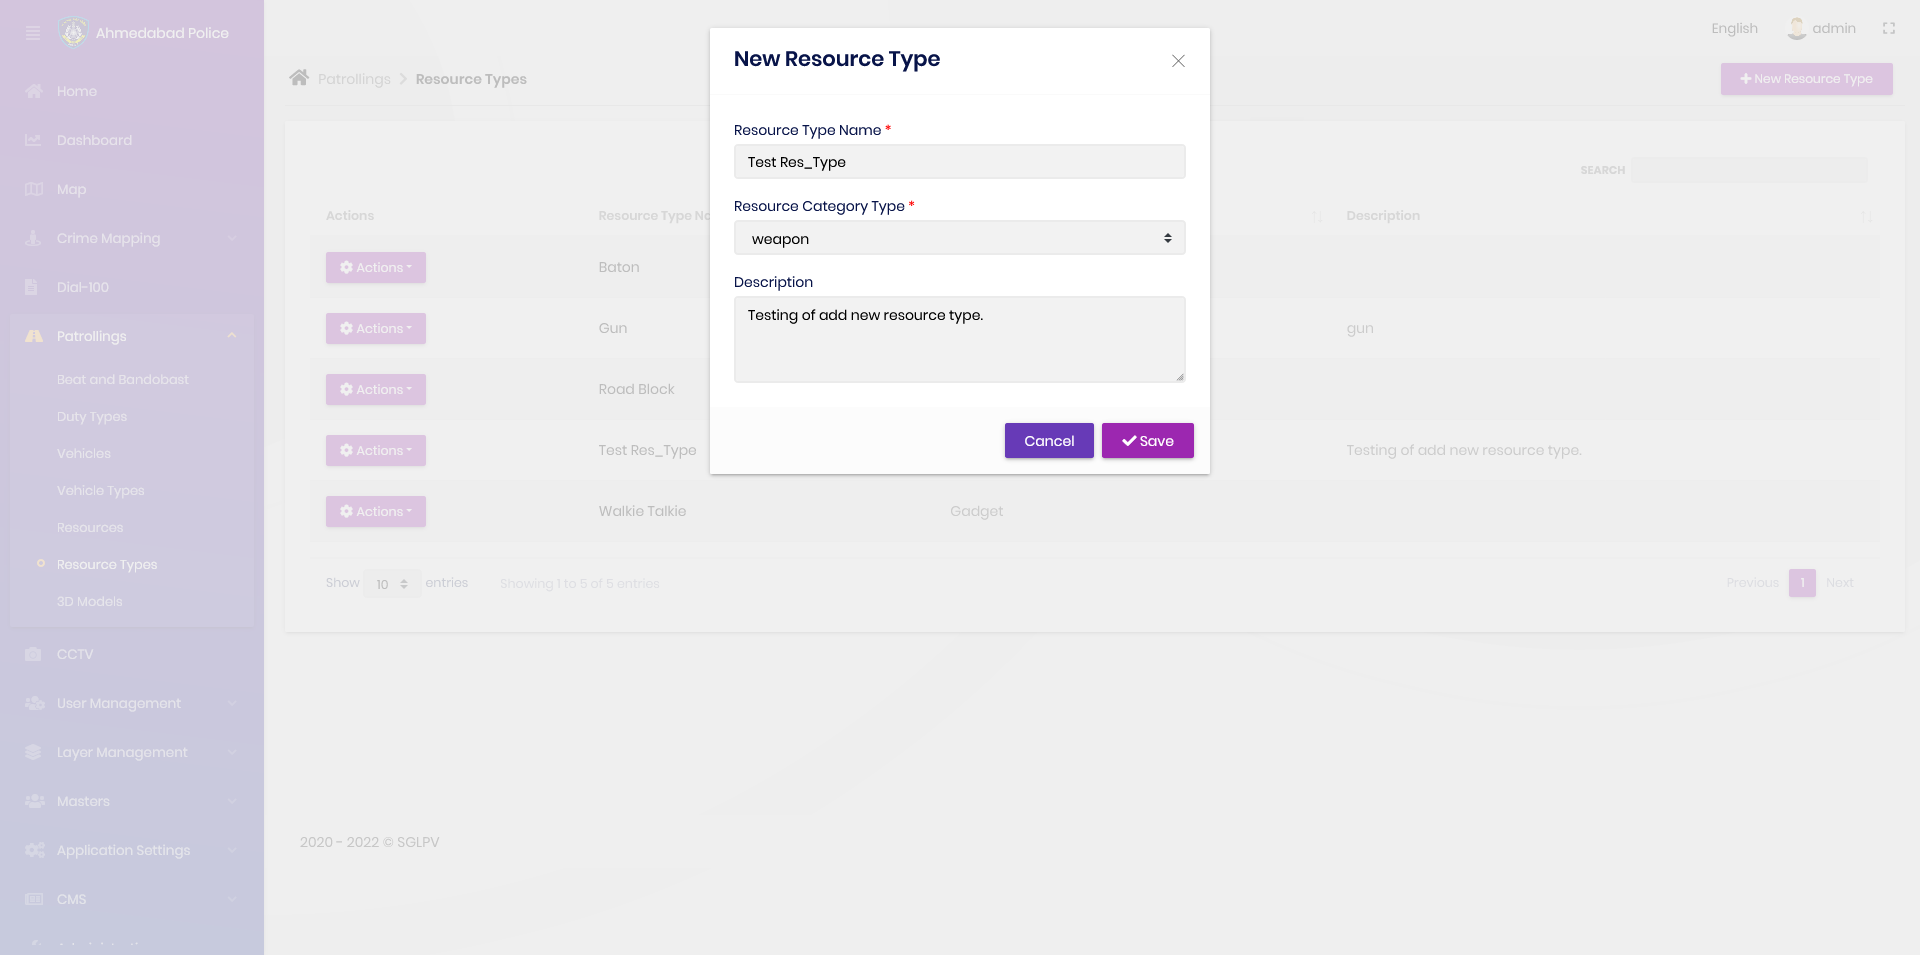 Ahmedabad Police
Home
Dashboard
Map
Crime Mapping
Dial-100
Patrollings
Beat and Bandobast
Duty Types
Vehicles
Vehicle Types
Resources
Resource Types
3D Models
CCTV
User Management
Layer Management
Masters
Application Settings
CMS
English admin
Patrollings Resource Types
New Resource Type
SEARCH
Actions Resource Type Description
Actions Baton
Actions Gun gun
Actions Road Block
Actions Test Res_Type Testing of add new resource type.
Actions Walkie Talkie Gadget
Show 10 entries Showing 1 to 5 of 5 entries Previous 1 Next
2020 - 2022 © SGLPV
New Resource Type
Resource Type Name *
Test Res_Type
Resource Category Type *
weapon
Description
Testing of add new resource type.
Cancel Save